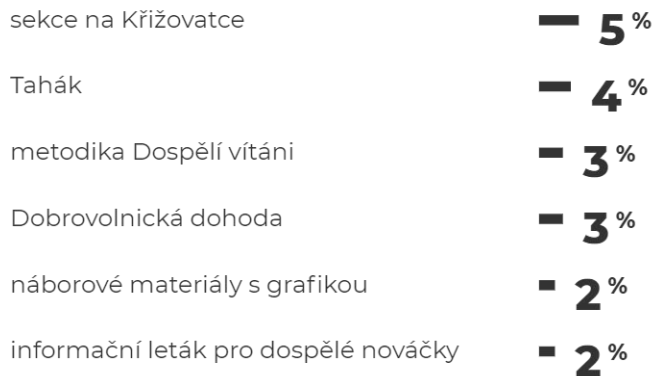 sekce na Křižovatce 5 %
Tahák 4 %
metodika Dospělí vítáni 3 %
Dobrovolnická dohoda 3 %
náborové materiály s grafikou 2 %
informační leták pro dospělé nováčky 2 %